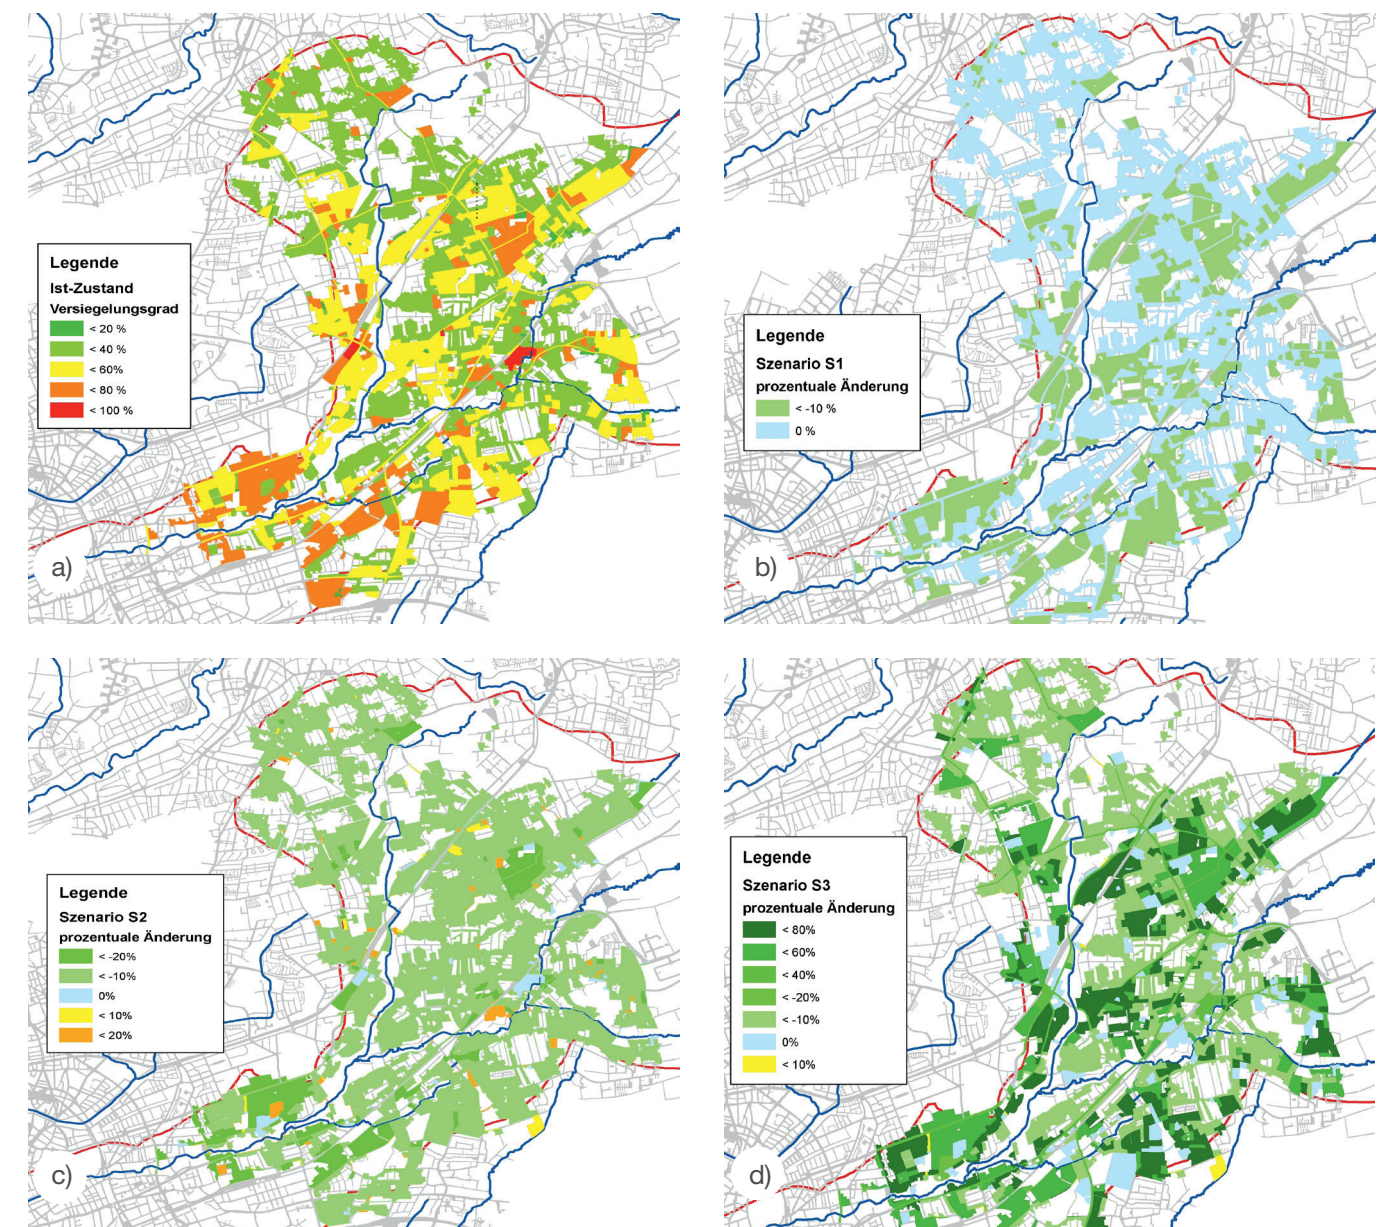 Legende
Ist-Zustand
Versiegelungsgrad
< 20 %
< 40 %
< 60%
< 80 %
< 100 %
a)
Legende
Szenario S1
prozentuale Änderung
< -10 %
0 %
b)
Legende
Szenario S2
prozentuale Änderung
< -20%
< -10%
0%
< 10%
< 20%
c)
Legende
Szenario S3
prozentuale Änderung
< 80%
< 60%
< 40%
< -20%
< -10%
0%
< 10%
d)